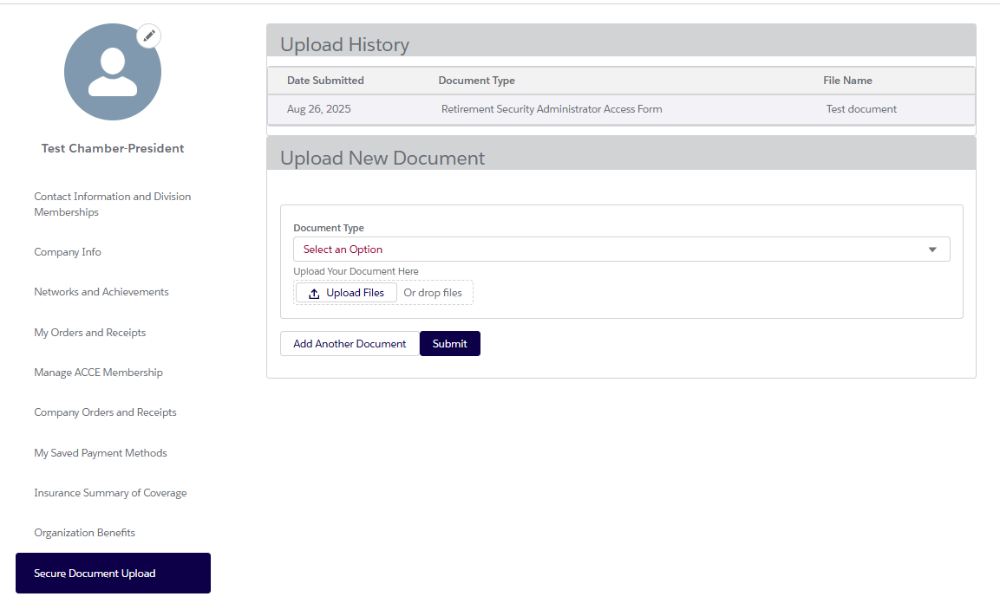 Test Chamber-President
Contact Information and Division
Memberships
Company Info
Networks and Achievements
My Orders and Receipts
Manage ACCE Membership
Company Orders and Receipts
My Saved Payment Methods
Insurance Summary of Coverage
Organization Benefits
Secure Document Upload
Upload History
Date Submitted Document Type File Name
Aug 26, 2025 Retirement Security Administrator Access Form Test document
Upload New Document
Document Type
Select an Option
Upload Your Document Here
Upload Files Or drop files
Add Another Document Submit